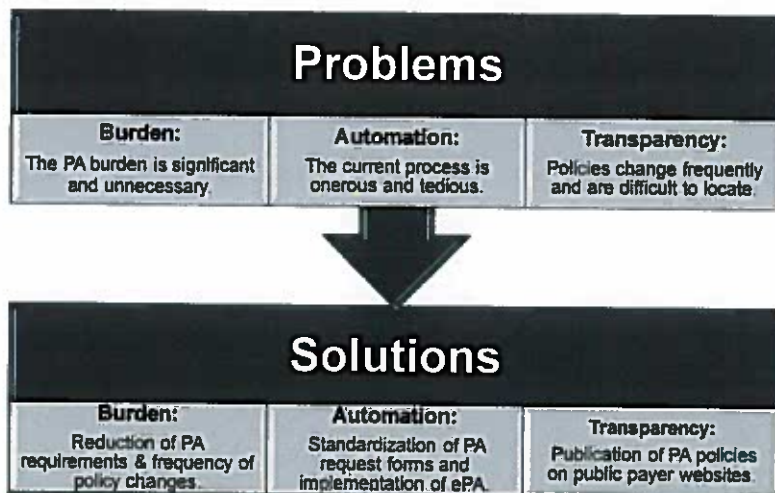 Problems
Burden:
The PA burden is significant
and unnecessary.
Automation:
The current process is
onerous and tedious.
Transparency:
Policies change frequently
and are difficult to locate.
Solutions
Burden:
Reduction of PA
requirements & frequency of
policy changes.
Automation:
Standardization of PA
request forms and
implementation of ePA.
Transparency:
Publication of PA policies
on public payer websites.